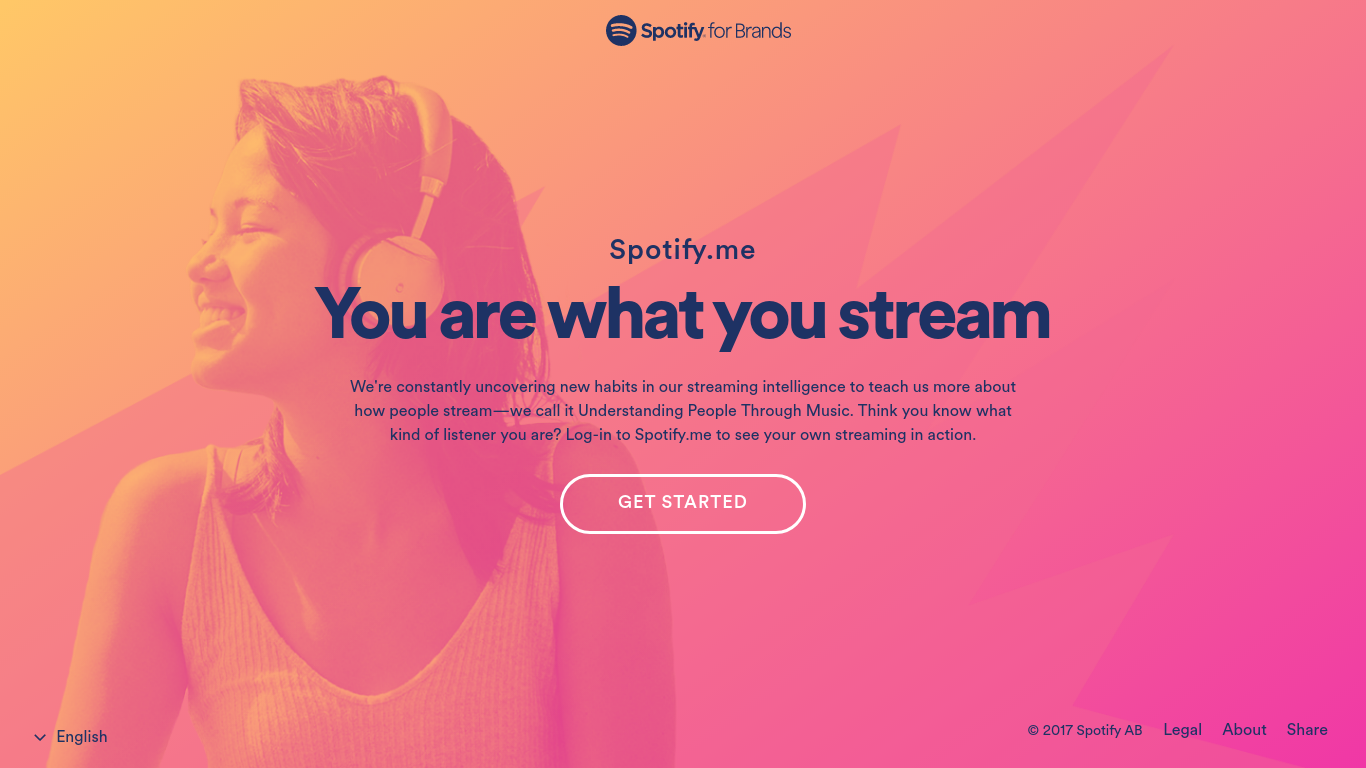 Spotify for Brands
Spotify.me
You are what you stream
We're constantly uncovering new habits in our streaming intelligence to teach us more about
how people stream—we call it Understanding People Through Music. Think you know what
kind of listener you are? Log-in to Spotify.me to see your own streaming in action.
GET STARTED
English
© 2017 Spotify AB Legal About Share